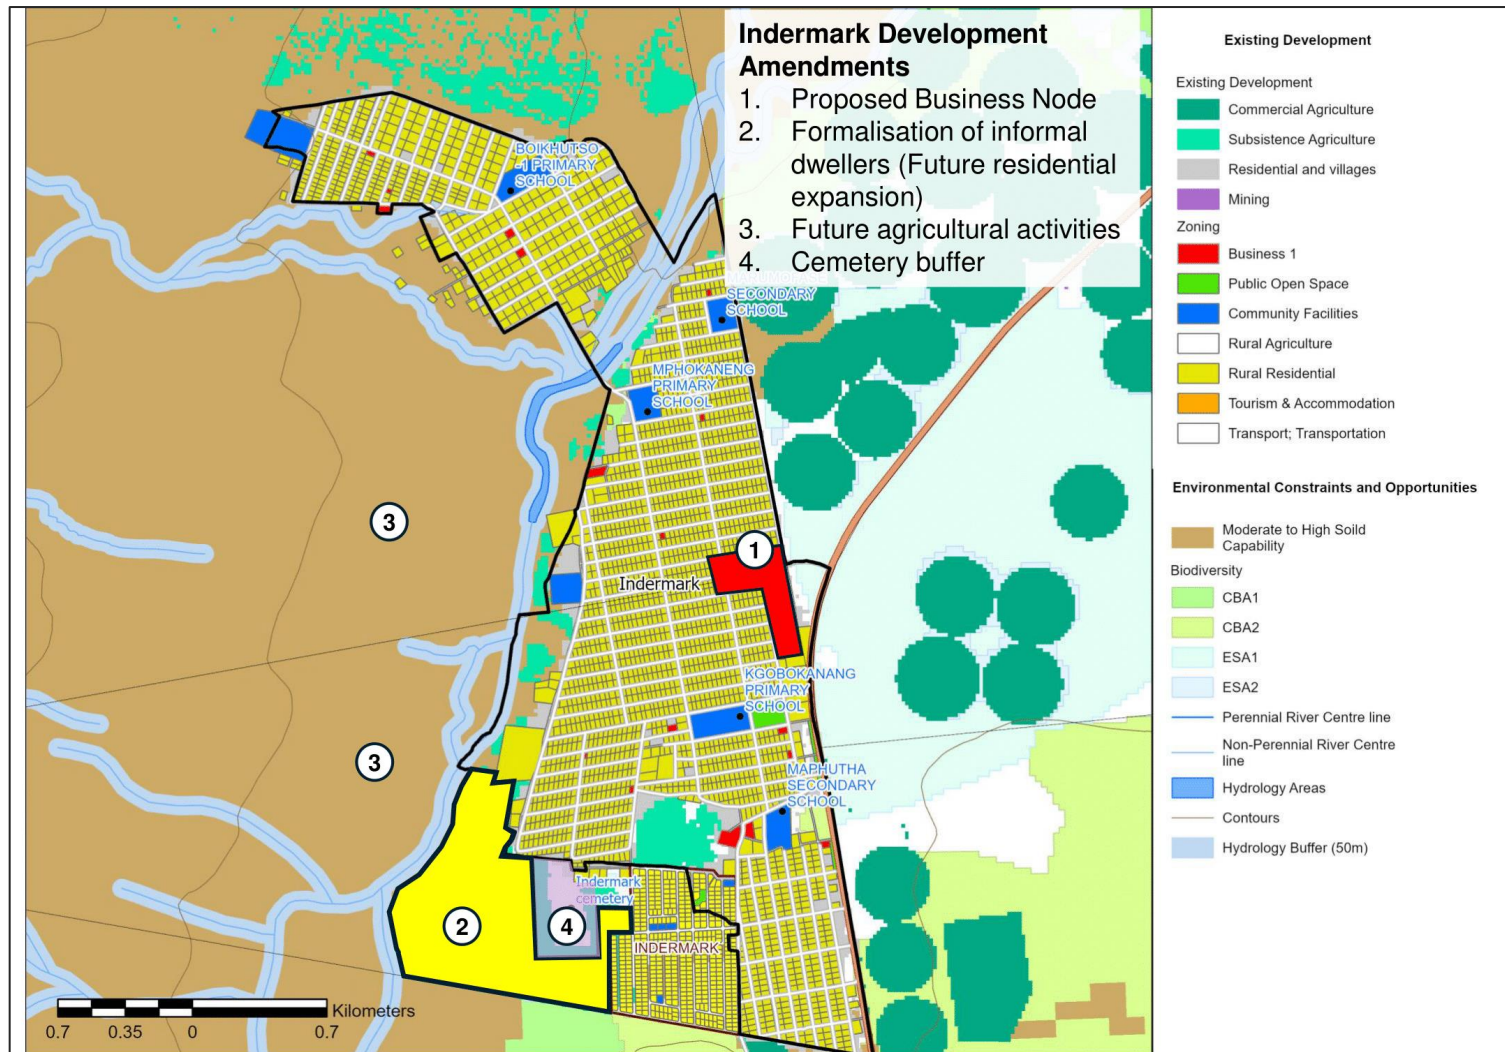 Indermark Development
Amendments
1. Proposed Business Node
2. Formalisation of informal
dwellers (Future residential
expansion)
3. Future agricultural activities
4. Cemetery buffer
BOIKHUTSO
-1 PRIMARY
SCHOOL
SECONDARY
SCHOOL
MPHOKANENG
PRIMARY
SCHOOL
3
1
Indermark
KGOBOKANANG
PRIMARY
SCHOOL
3
MAPHUTHA
SECONDARY
SCHOOL
Indermark
cemetery
2
4
INDERMARK
Kilometers
0.7 0.35 0 0.7
Existing Development
Existing Development
Commercial Agriculture
Subsistence Agriculture
Residential and villages
Mining
Zoning
Business 1
Public Open Space
Community Facilities
Rural Agriculture
Rural Residential
Tourism & Accommodation
Transport; Transportation
Environmental Constraints and Opportunities
Moderate to High Soild
Capability
Biodiversity
CBA1
CBA2
ESA1
ESA2
Perennial River Centre line
Non-Perennial River Centre
line
Hydrology Areas
Contours
Hydrology Buffer (50m)